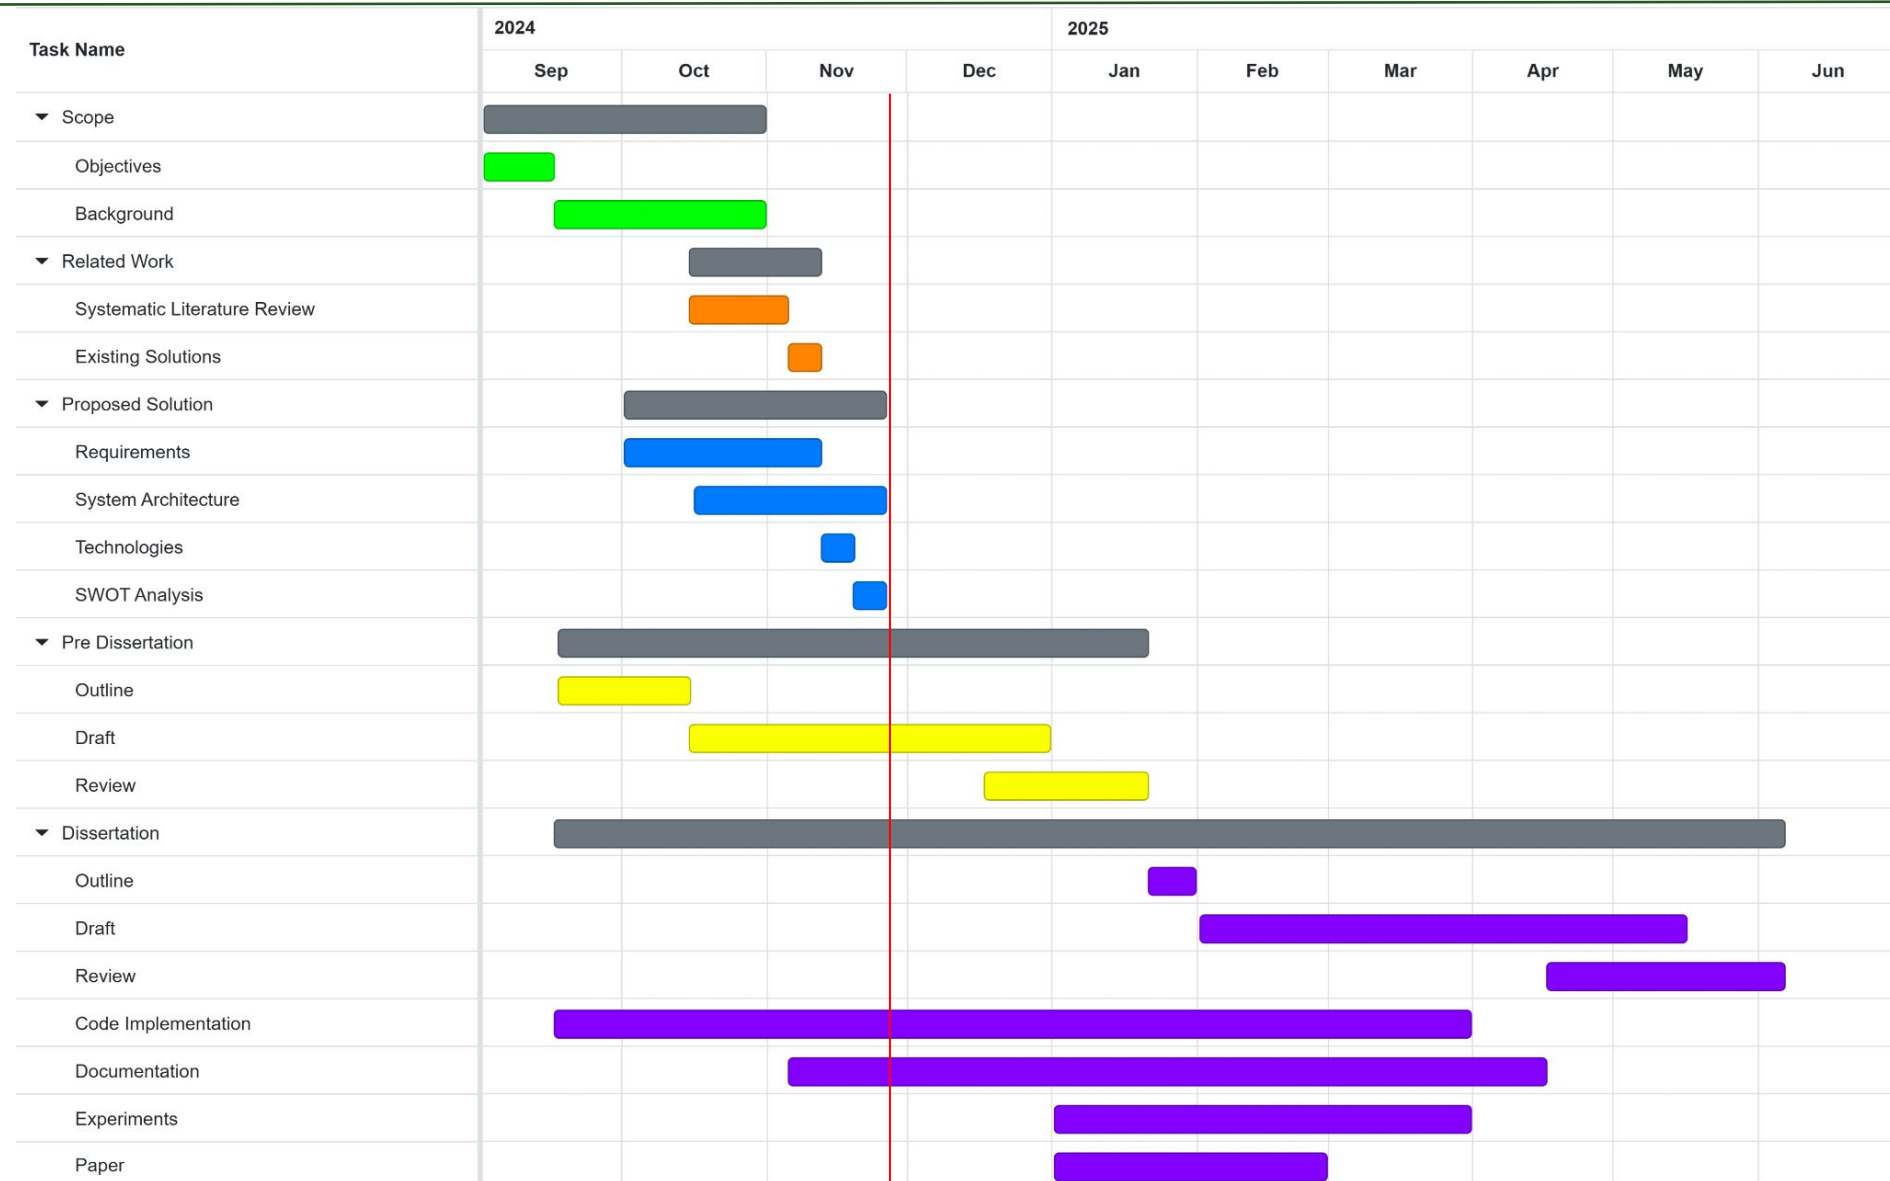 Task Name
2024
2025
Sep Oct Nov Dec Jan Feb Mar Apr May Jun
Scope
Objectives
Background
Related Work
Systematic Literature Review
Existing Solutions
Proposed Solution
Requirements
System Architecture
Technologies
SWOT Analysis
Pre Dissertation
Outline
Draft
Review
Dissertation
Outline
Draft
Review
Code Implementation
Documentation
Experiments
Paper